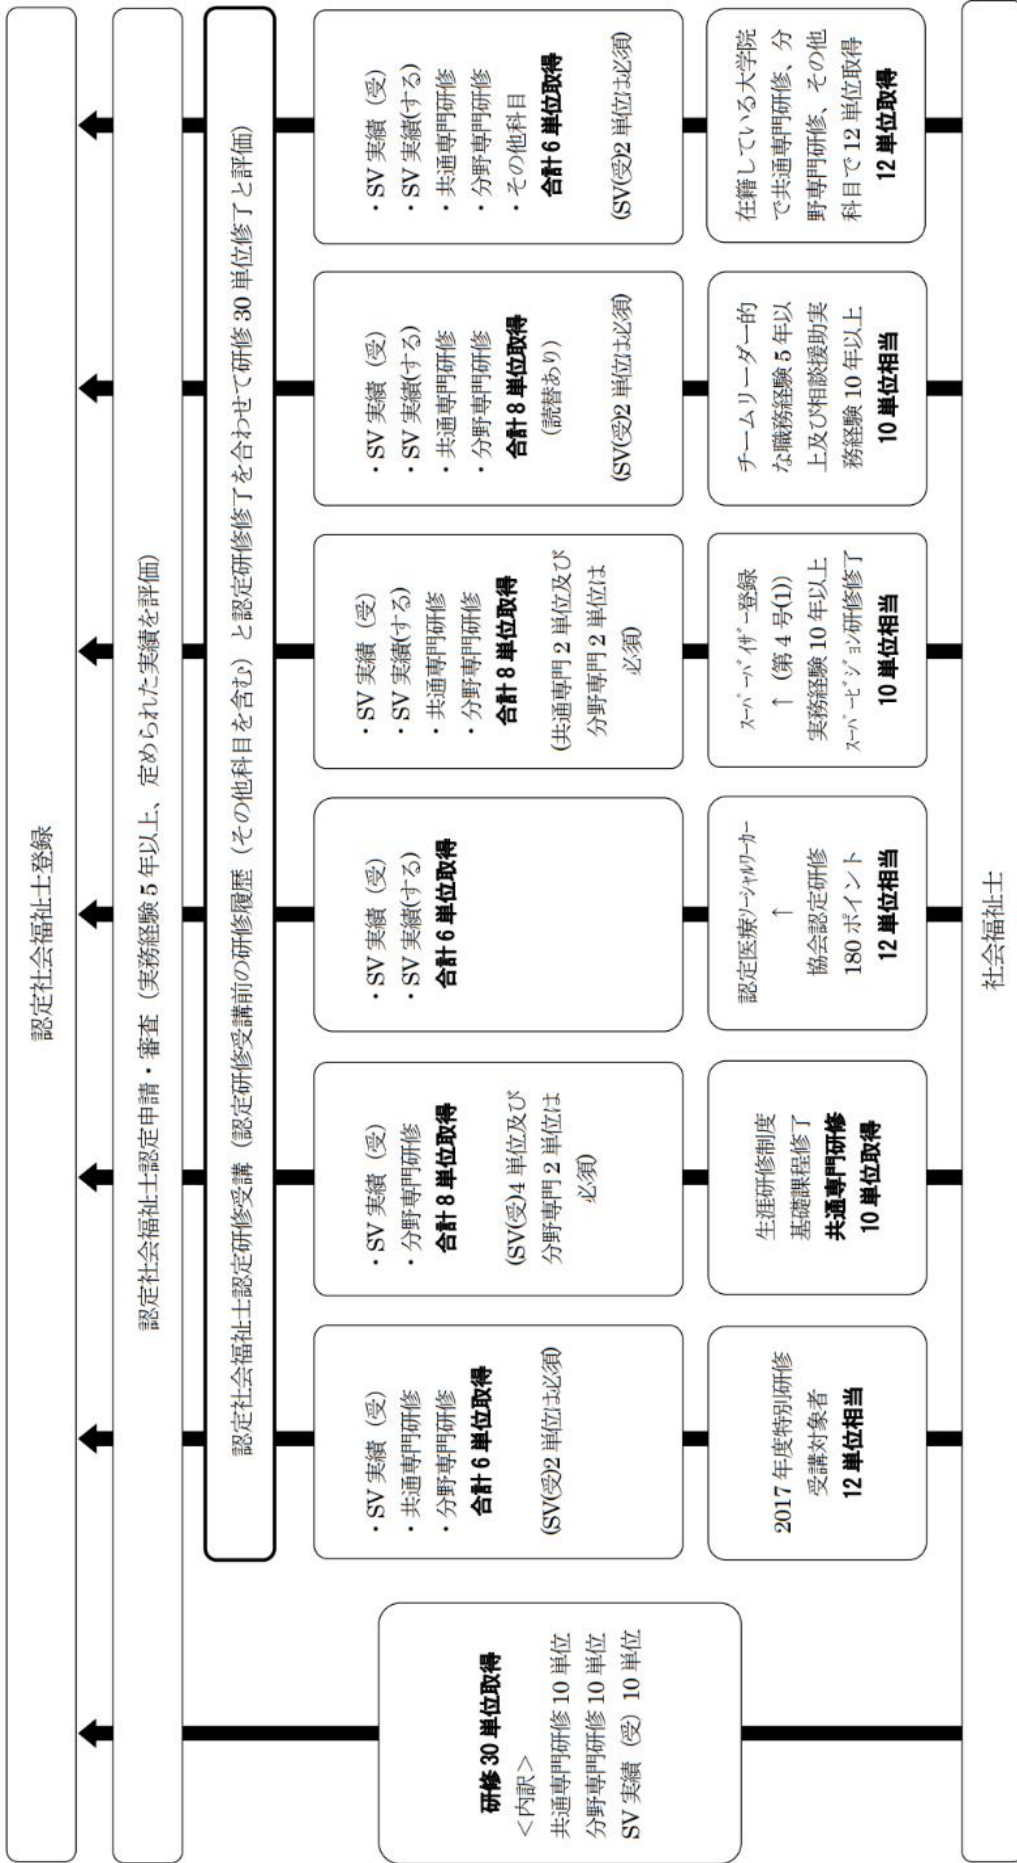 認定社会福祉士登録
認定社会福祉士認定申請・審査（実務経験5年以上、定められた実績を評価）
認定社会福祉士認定研修受講（認定研修受講前の研修履歴（その他科目を含む）と認定研修修了を合わせて研修30単位修了と評価）
研修30単位取得
＜内訳＞
共通専門研修10単位
分野専門研修10単位
SV実績（受）10単位
・SV実績（受）
・共通専門研修
・分野専門研修
合計6単位取得
(SV(受)2単位は必須)
・SV実績（受）
・分野専門研修
合計8単位取得
(SV(受)4単位及び
分野専門2単位は
必須)
・SV実績（受）
・SV実績(する)
合計6単位取得
・SV実績（受）
・SV実績(する)
・共通専門研修
・分野専門研修
合計8単位取得
(共通専門2単位及び
分野専門2単位は
必須)
・SV実績（受）
・SV実績(する)
・共通専門研修
・分野専門研修
合計8単位取得
(読替あり)
(SV(受)2単位は必須)
・SV実績（受）
・SV実績(する)
・共通専門研修
・分野専門研修
・その他科目
合計6単位取得
(SV(受)2単位は必須)
2017年度特別研修
受講対象者
12単位相当
生涯研修制度
基礎課程修了
共通専門研修
10単位取得
認定医療ｿｰｼｬﾙﾜｰｶｰ
↑
協会認定研修
180ポイント
12単位相当
ｽｰﾊﾟｰﾊﾞｲｻﾞｰ登録
↑（第4号(1)）
実務経験10年以上
ｽｰﾊﾟｰﾋﾞｼﾞｮﾝ研修修了
10単位相当
チームリーダー的
な職務経験5年以
上及び相談援助実
務経験10年以上
10単位相当
在籍している大学院
で共通専門研修、分
野専門研修、その他
科目で12単位取得
12単位取得
社会福祉士